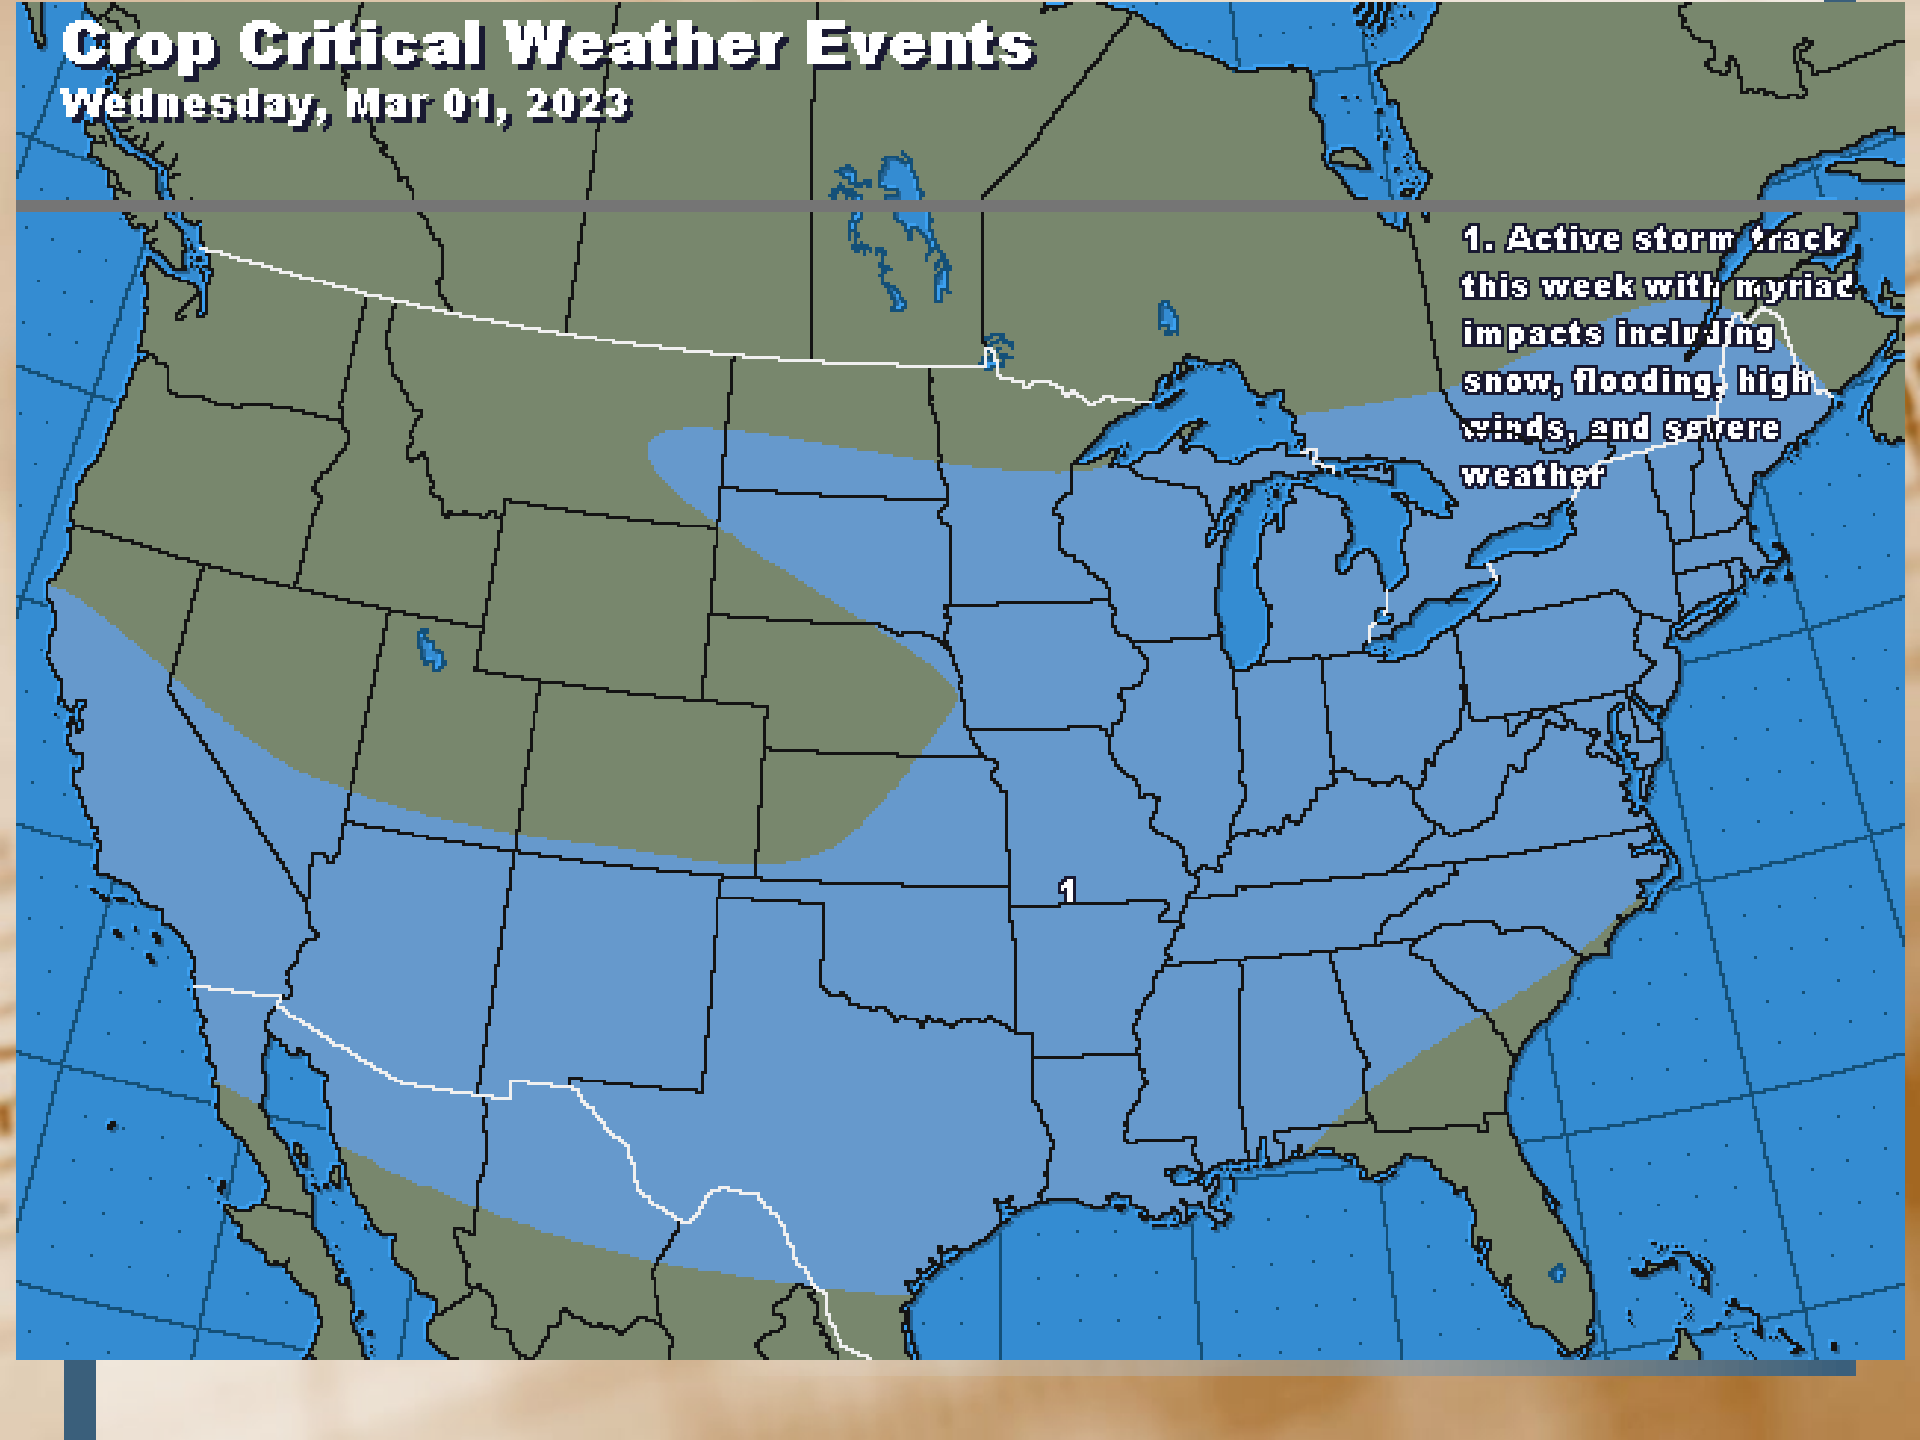 Crop Critical Weather Events
Wednesday, Mar 01, 2023
1. Active storm track
this week with myriad
impacts including
snow, flooding, high
winds, and severe
weather
1